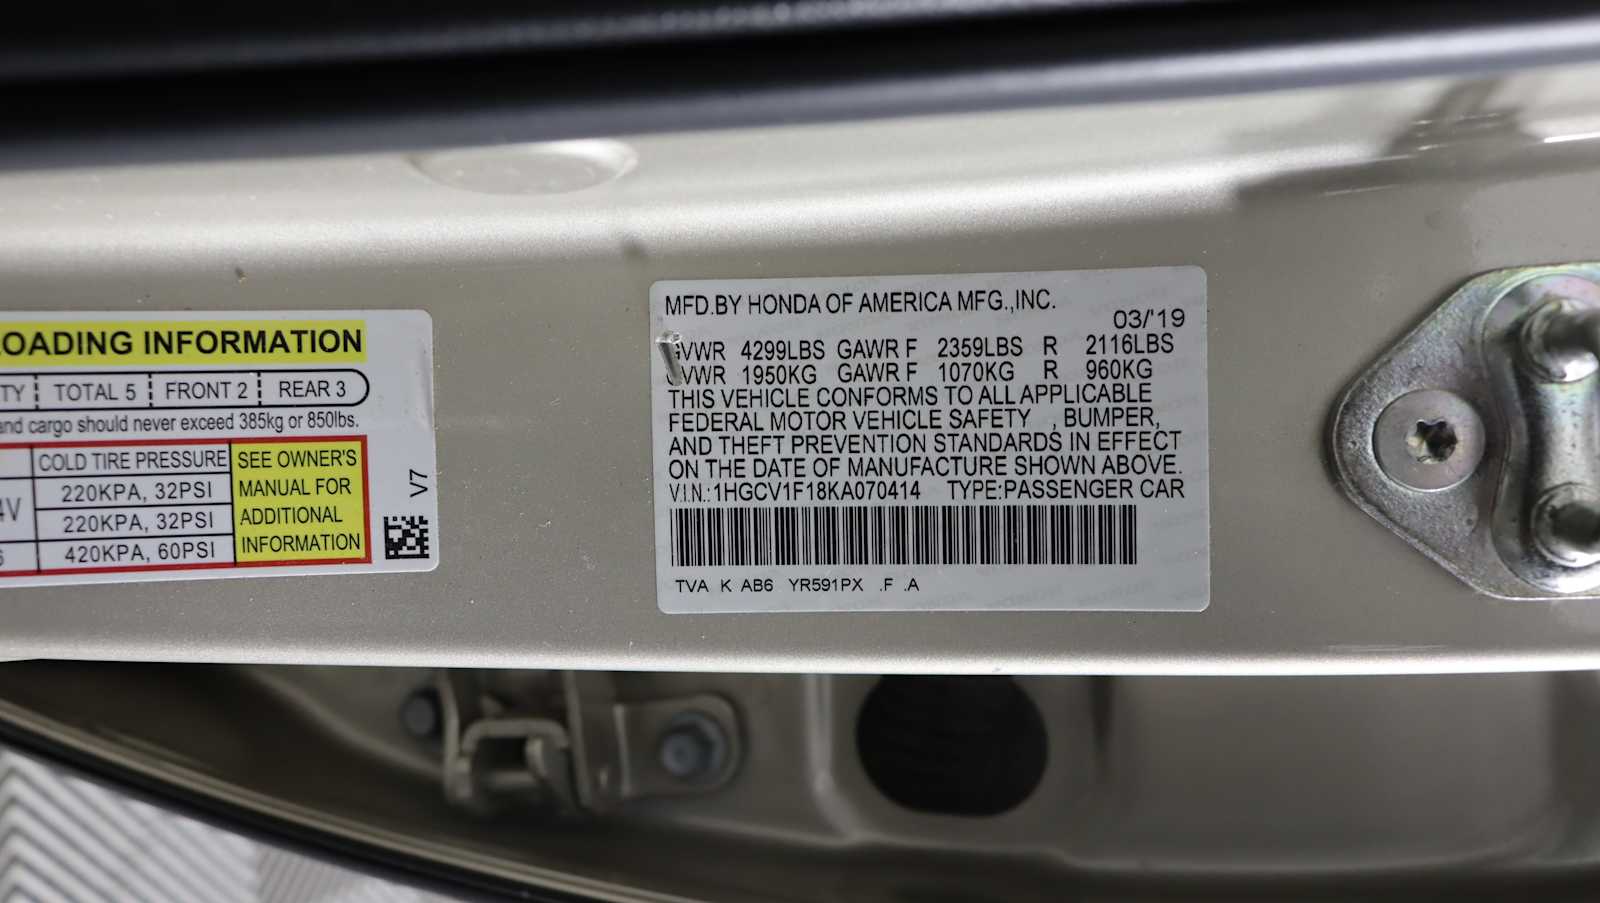 LOADING INFORMATION
TY TOTAL 5 FRONT 2 REAR 3
and cargo should never exceed 385kg or 850lbs.
COLD TIRE PRESSURE
4V 220KPA, 32PSI
220KPA, 32PSI
420KPA, 60PSI
SEE OWNER'S
MANUAL FOR
ADDITIONAL
INFORMATION
V7
MFD.BY HONDA OF AMERICA MFG.,INC.
03/'19
GVWR 4299LBS GAWR F 2359LBS R 2116LBS
GVWR 1950KG GAWR F 1070KG R 960KG
THIS VEHICLE CONFORMS TO ALL APPLICABLE
FEDERAL MOTOR VEHICLE SAFETY , BUMPER,
AND THEFT PREVENTION STANDARDS IN EFFECT
ON THE DATE OF MANUFACTURE SHOWN ABOVE.
V.I.N.:1HGCV1F18KA070414 TYPE:PASSENGER CAR
TVA K AB6 YR591PX .F .A